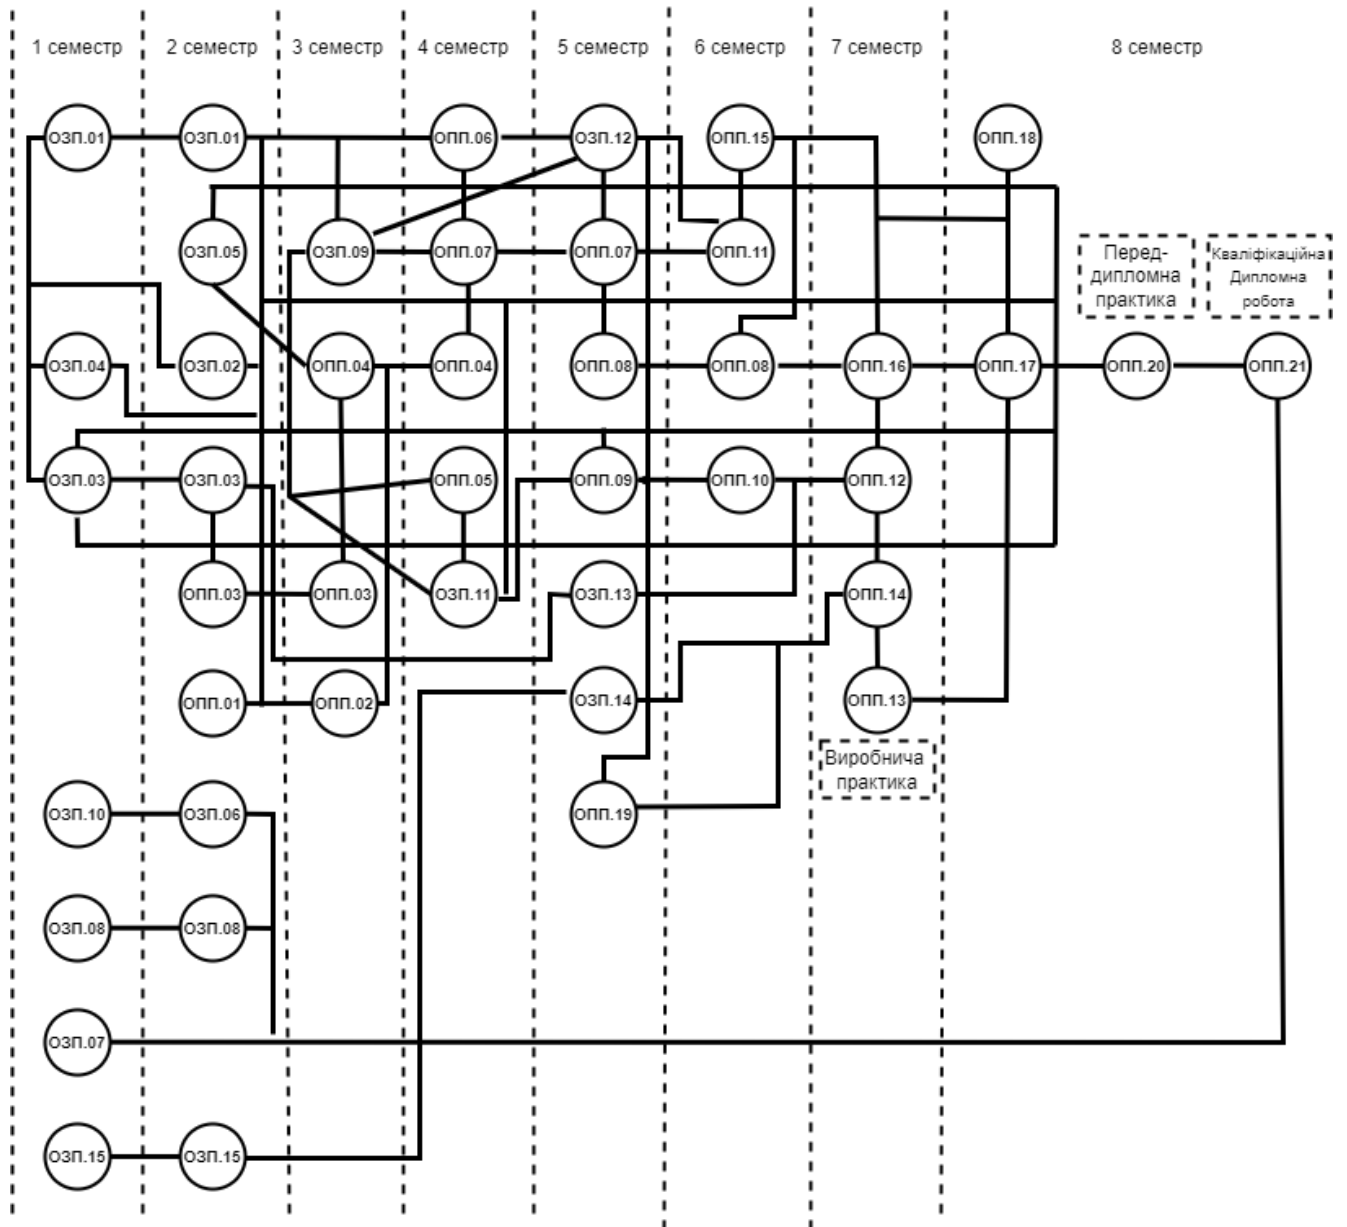 1 семестр
2 семестр
3 семестр
4 семестр
5 семестр
6 семестр
7 семестр
8 семестр
ОЗП.01
ОЗП.01
ОПП.06
ОЗП.12
ОПП.15
ОПП.18
ОЗП.05
ОЗП.09
ОПП.07
ОПП.07
ОПП.11
Перед-
дипломна
практика
Кваліфікаційна
Дипломна
робота
ОЗП.04
ОЗП.02
ОПП.04
ОПП.04
ОПП.08
ОПП.08
ОПП.16
ОПП.17
ОПП.20
ОПП.21
ОЗП.03
ОЗП.03
ОПП.05
ОПП.09
ОПП.10
ОПП.12
ОПП.03
ОПП.03
ОЗП.11
ОЗП.13
ОПП.14
ОПП.01
ОПП.02
ОЗП.14
ОПП.13
Виробнича
практика
ОЗП.10
ОЗП.06
ОПП.19
ОЗП.08
ОЗП.08
ОЗП.07
ОЗП.15
ОЗП.15